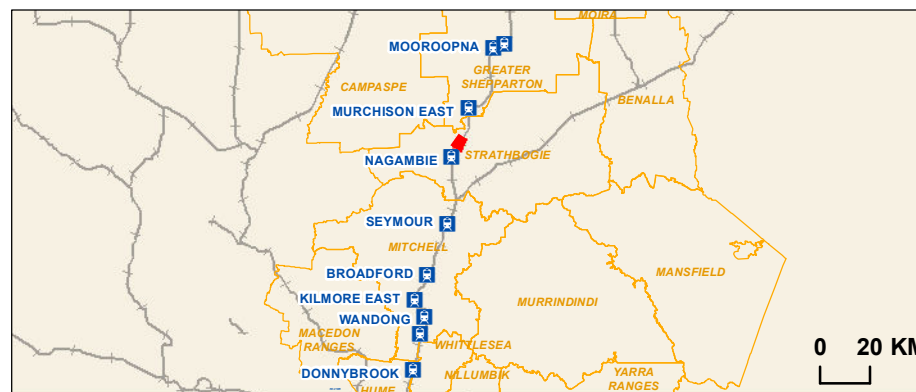 MOIRA
MOOROOPNA
GREATER
SHEPPARTON
CAMPASPE
BENALLA
MURCHISON EAST
STRATHBOGIE
NAGAMBIE
SEYMOUR
MITCHELL
BROADFORD
MANSFIELD
KILMORE EAST
MURRINDINDI
WANDONG
MACEDON
RANGES
WHITTLESEA
0 20 KM
DONNYBROOK
NILLUMBIK
YARRA
RANGES
HUME